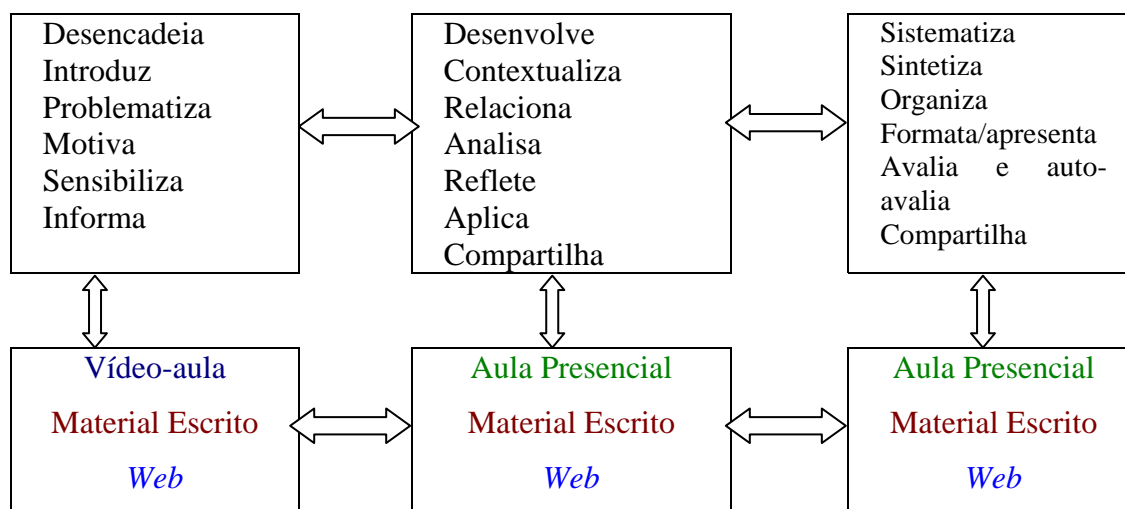 Desencadeia
Introduz
Problematiza
Motiva
Sensibiliza
Informa
Desenvolve
Contextualiza
Relaciona
Analisa
Reflete
Aplica
Compartilha
Sistematiza
Sintetiza
Organiza
Formata/apresenta
Avalia e auto-
avalia
Compartilha
Vídeo-aula
Material Escrito
Web
Aula Presencial
Material Escrito
Web
Aula Presencial
Material Escrito
Web